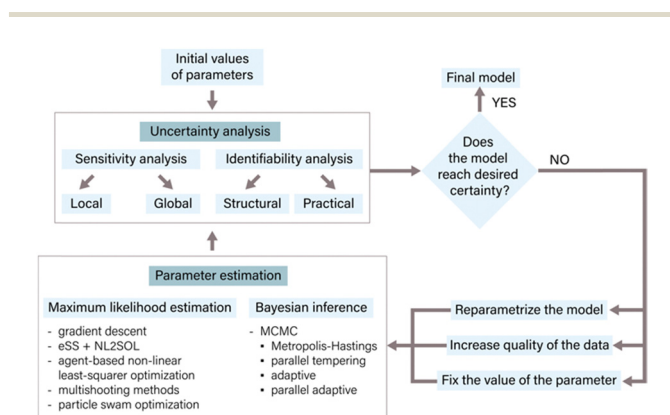 Initial values
of parameters
Uncertainty analysis
Sensitivity analysis
Identifiability analysis
Local
Global
Structural
Practical
Final model
YES
Does
the model
reach desired
certainty?
NO
Parameter estimation
Maximum likelihood estimation
- gradient descent
- eSS + NL2SOL
- agent-based non-linear
least-squarer optimization
- multishooting methods
- particle swam optimization
Bayesian inference
- MCMC
▪ Metropolis-Hastings
▪ parallel tempering
▪ adaptive
▪ parallel adaptive
Reparametrize the model
Increase quality of the data
Fix the value of the parameter